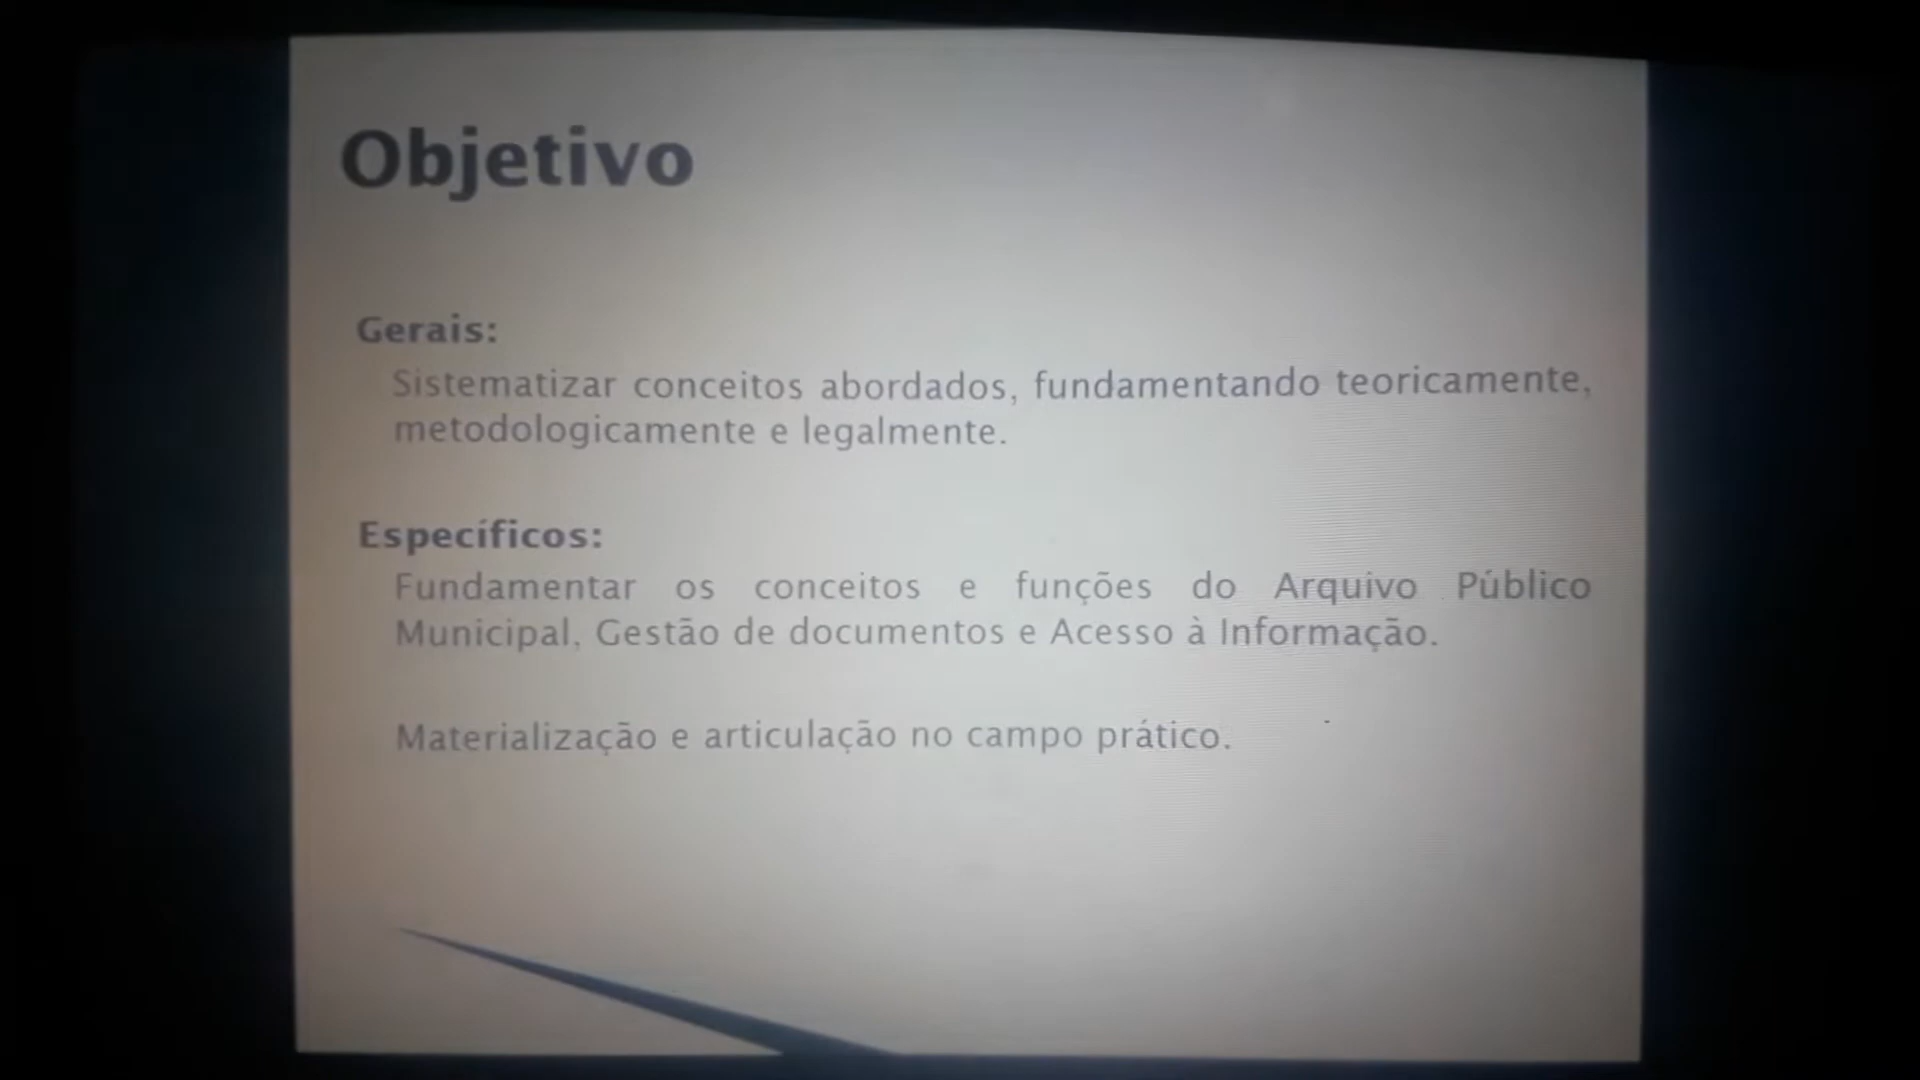 Objetivo
Gerais:
Sistematizar conceitos abordados, fundamentando teoricamente,
metodologicamente e legalmente.
Específicos:
Fundamentar os conceitos e funções do Arquivo Público
Municipal, Gestão de documentos e Acesso à Informação.
Materialização e articulação no campo prático.